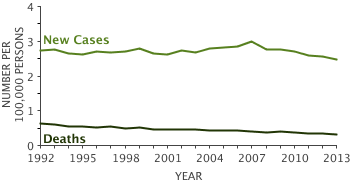 4
3
2
1
0
NUMBER PER
100,000 PERSONS
New Cases
Deaths
1992 1995 1998 2001 2004 2007 2010 2013
YEAR